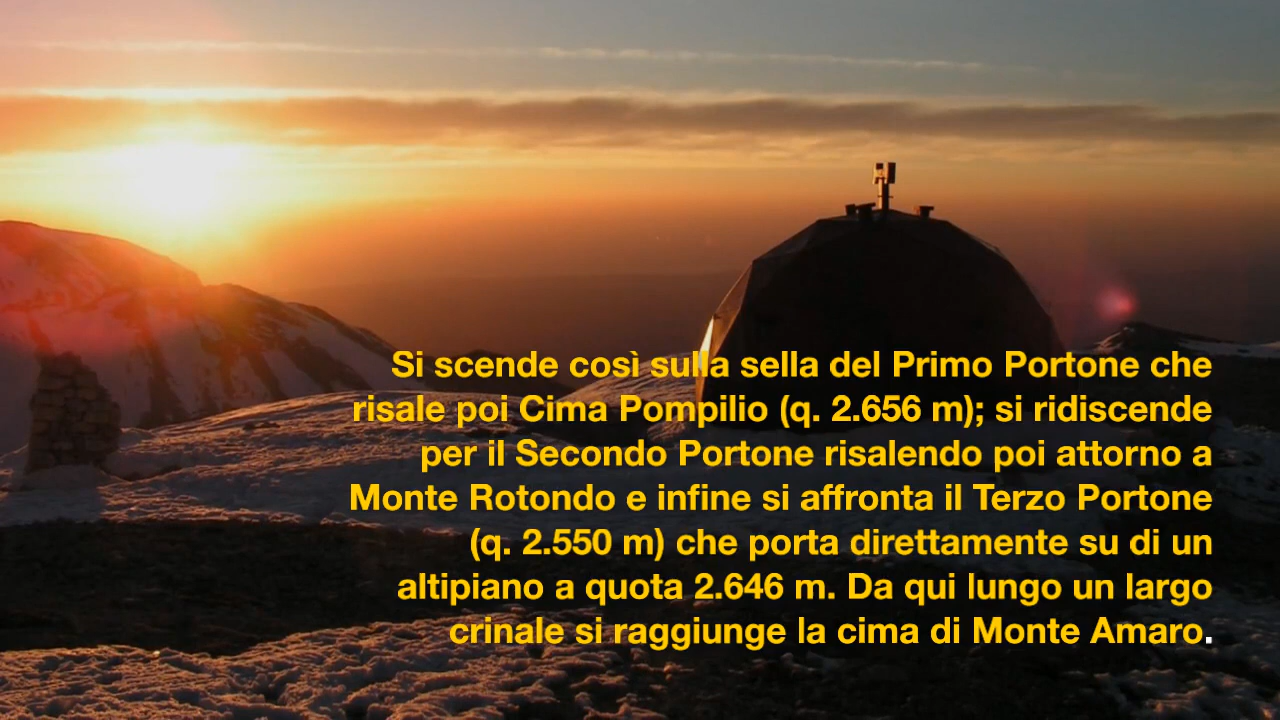 Si scende così sulla sella del Primo Portone che
risale poi Cima Pompilio (q. 2.656 m); si ridiscende
per il Secondo Portone risalendo poi attorno a
Monte Rotondo e infine si affronta il Terzo Portone
(q. 2.550 m) che porta direttamente su di un
altipiano a quota 2.646 m. Da qui lungo un largo
crinale si raggiunge la cima di Monte Amaro.